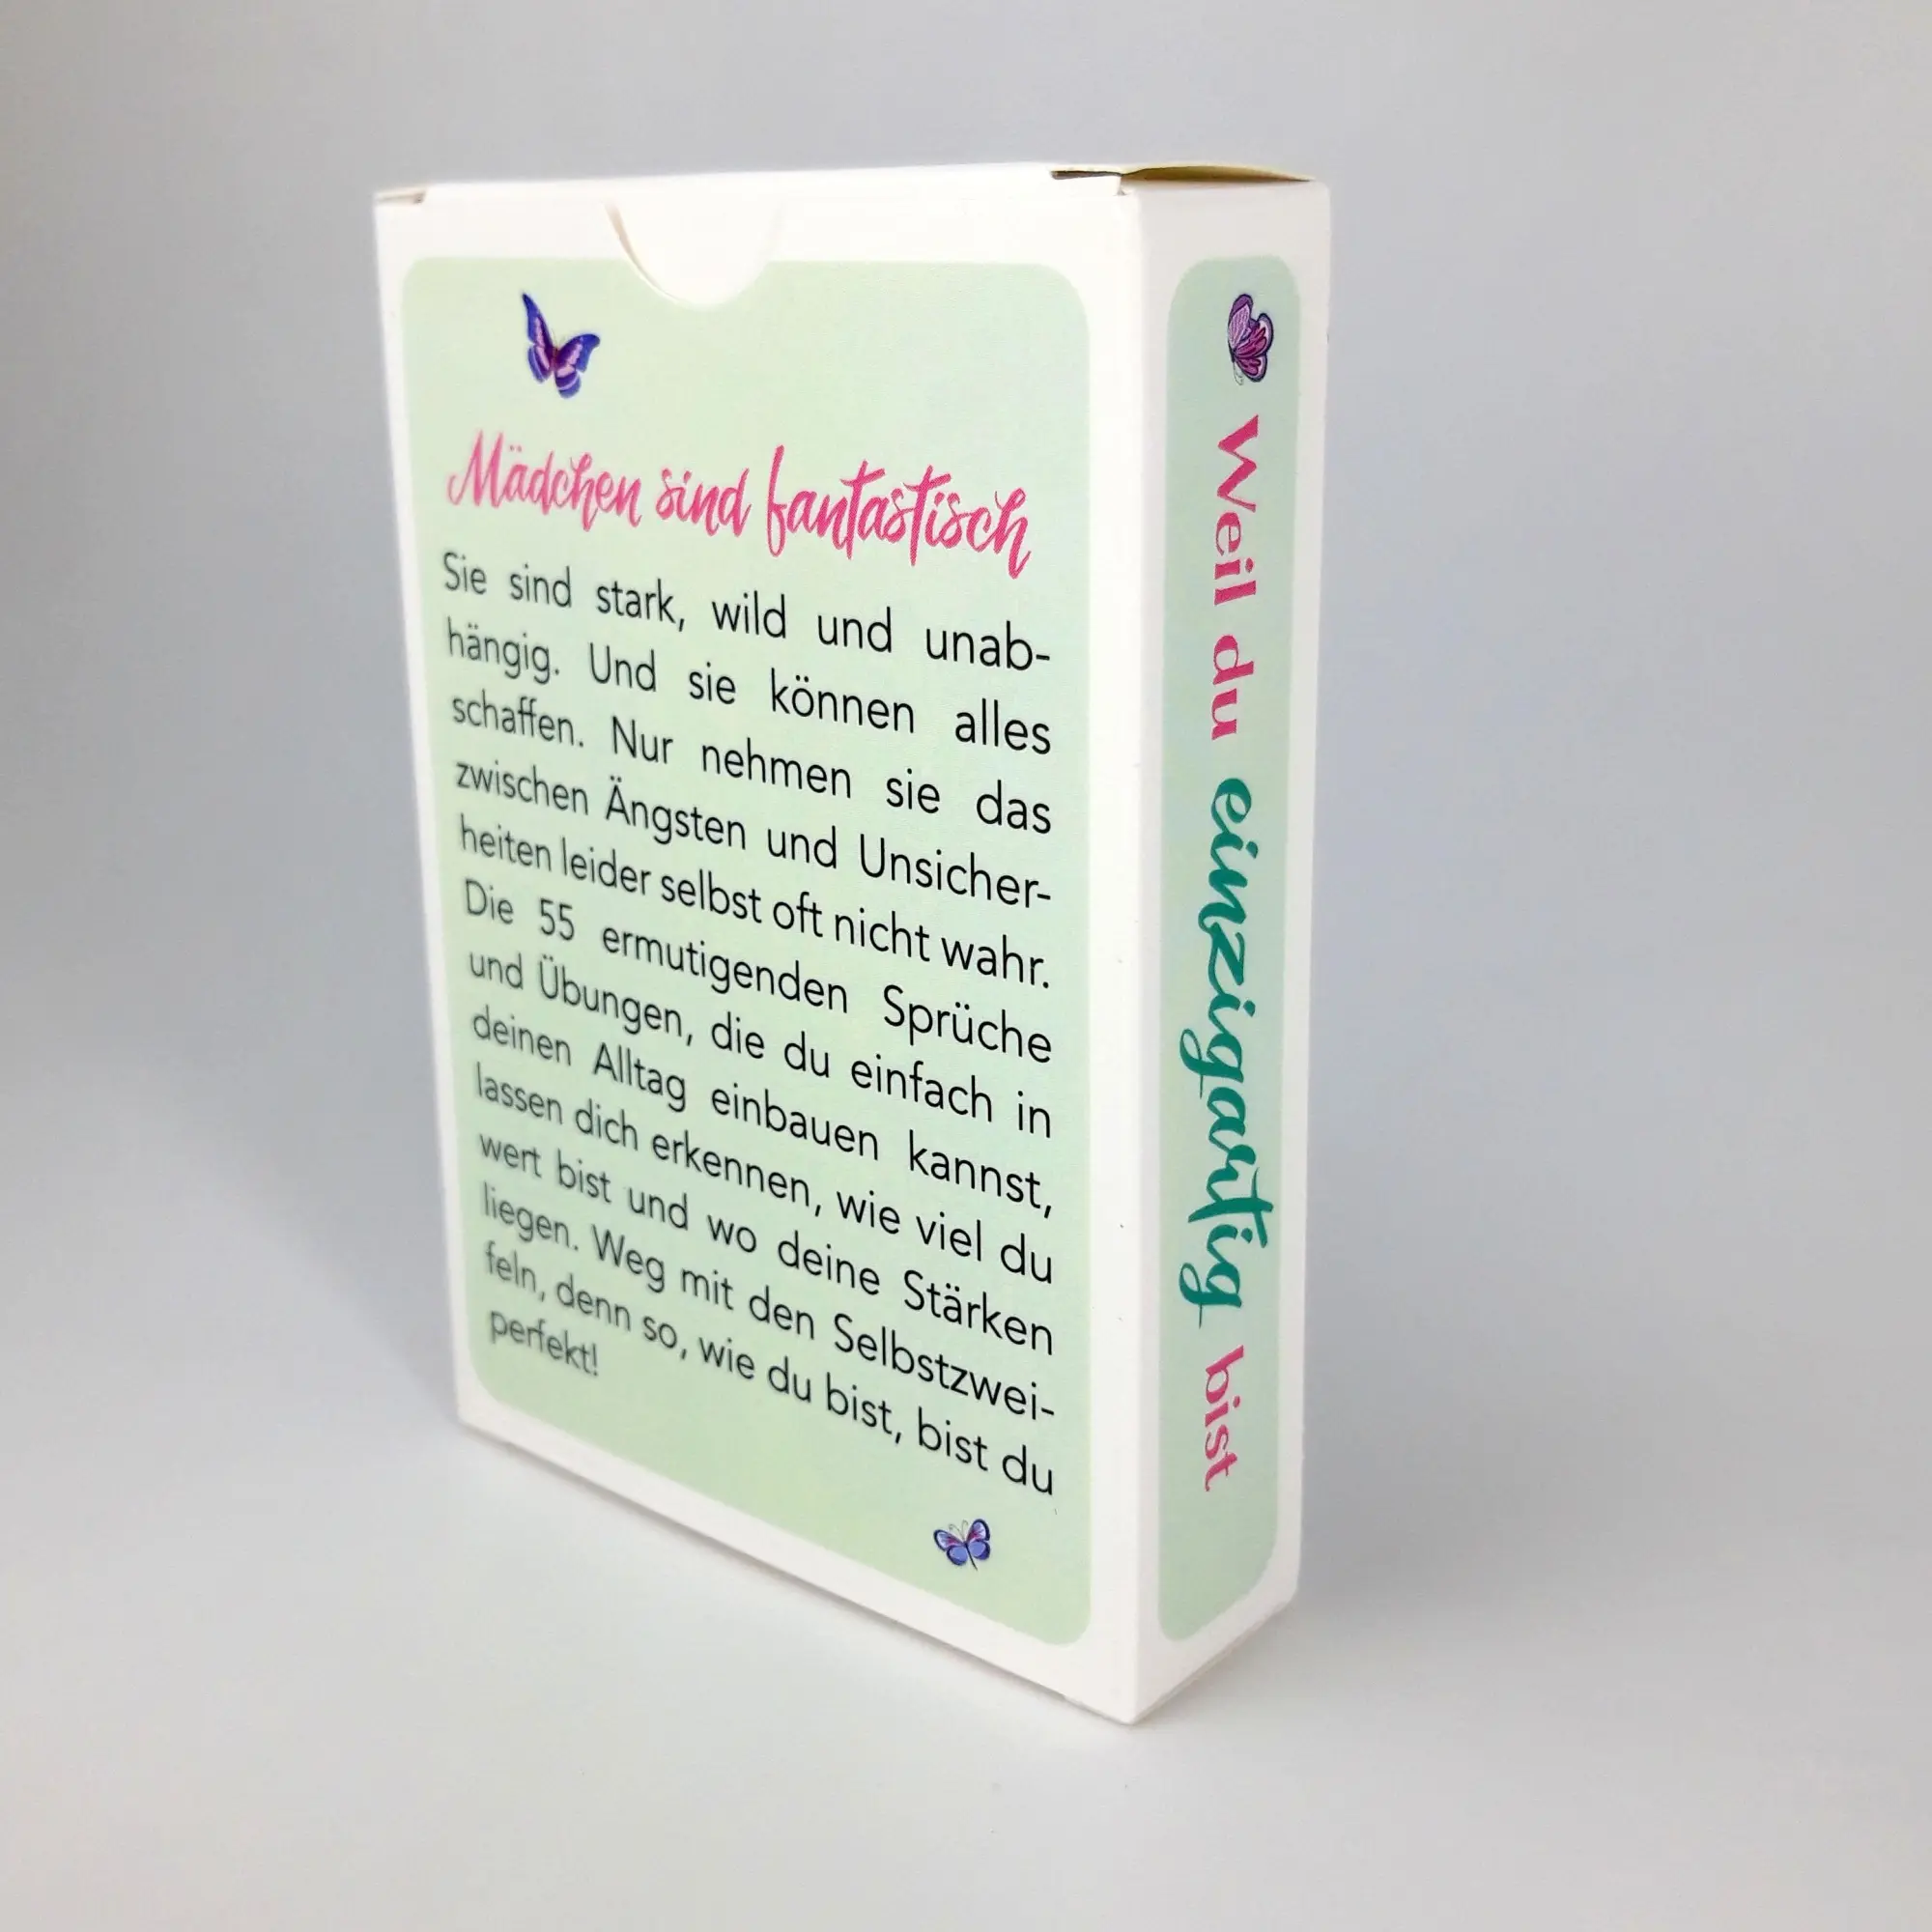 Mädchen sind fantastisch
Sie sind stark, wild und unab-
hängig. Und sie können alles
schaffen. Nur nehmen sie das
zwischen Ängsten und Unsicher-
heiten leider selbst oft nicht wahr.
Die 55 ermutigenden Sprüche
und Übungen, die du einfach in
deinen Alltag einbauen kannst,
lassen dich erkennen, wie viel du
wert bist und wo deine Stärken
liegen. Weg mit den Selbstzwei-
feln, denn so, wie du bist, bist du
perfekt!
Weil du einzigartig bist